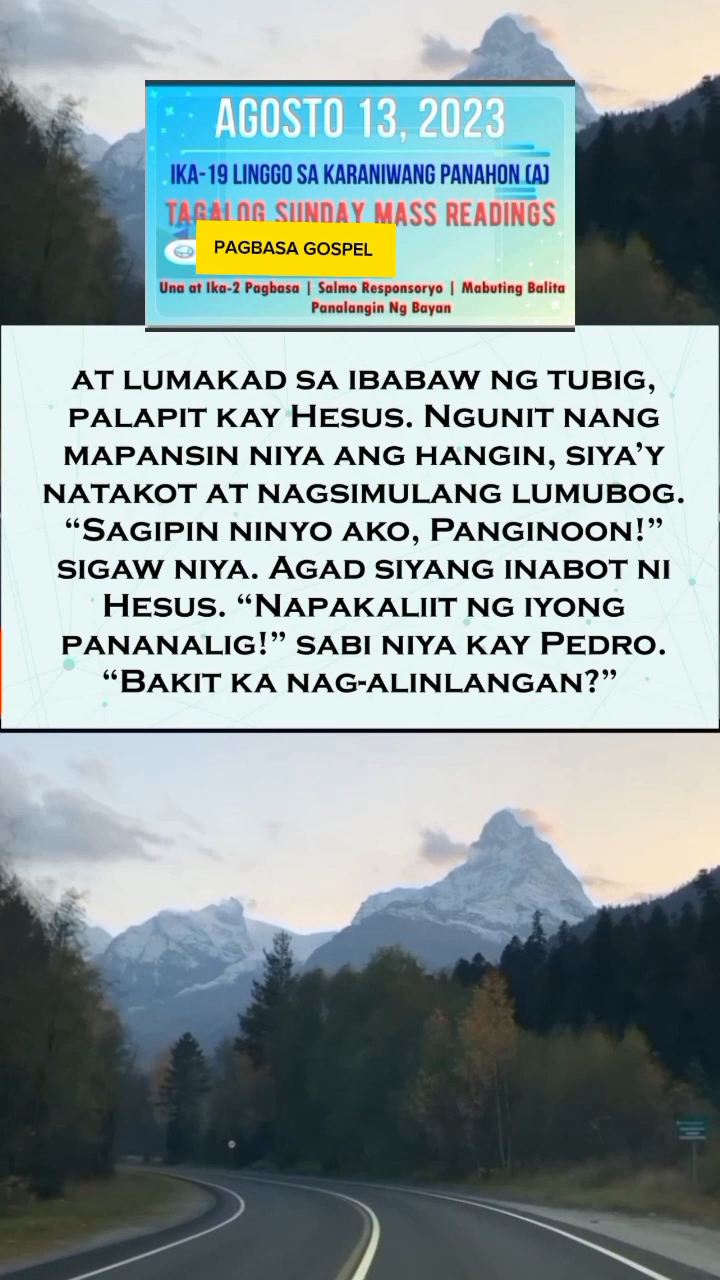 AGOSTO 13, 2023
IKA-19 LINGGO SA KARANIWANG PANAHON (A)
TAGALOG SUNDAY MASS READINGS
PAGBASA GOSPEL
Una at Ika-2 Pagbasa | Salmo Responsoryo | Mabuting Balita
Panalangin Ng Bayan
AT LUMAKAD SA IBABAW NG TUBIG,
PALAPIT KAY HESUS. NGUNIT NANG
MAPANSIN NIYA ANG HANGIN, SIYA’Y
NATAKOT AT NAGSIMULANG LUMUBOG.
“SAGIPIN NINYO AKO, PANGINOON!”
SIGAW NIYA. AGAD SIYANG INABOT NI
HESUS. “NAPAKALIIT NG IYONG
PANANALIG!” SABI NIYA KAY PEDRO.
“BAKIT KA NAG-ALINLANGAN?”